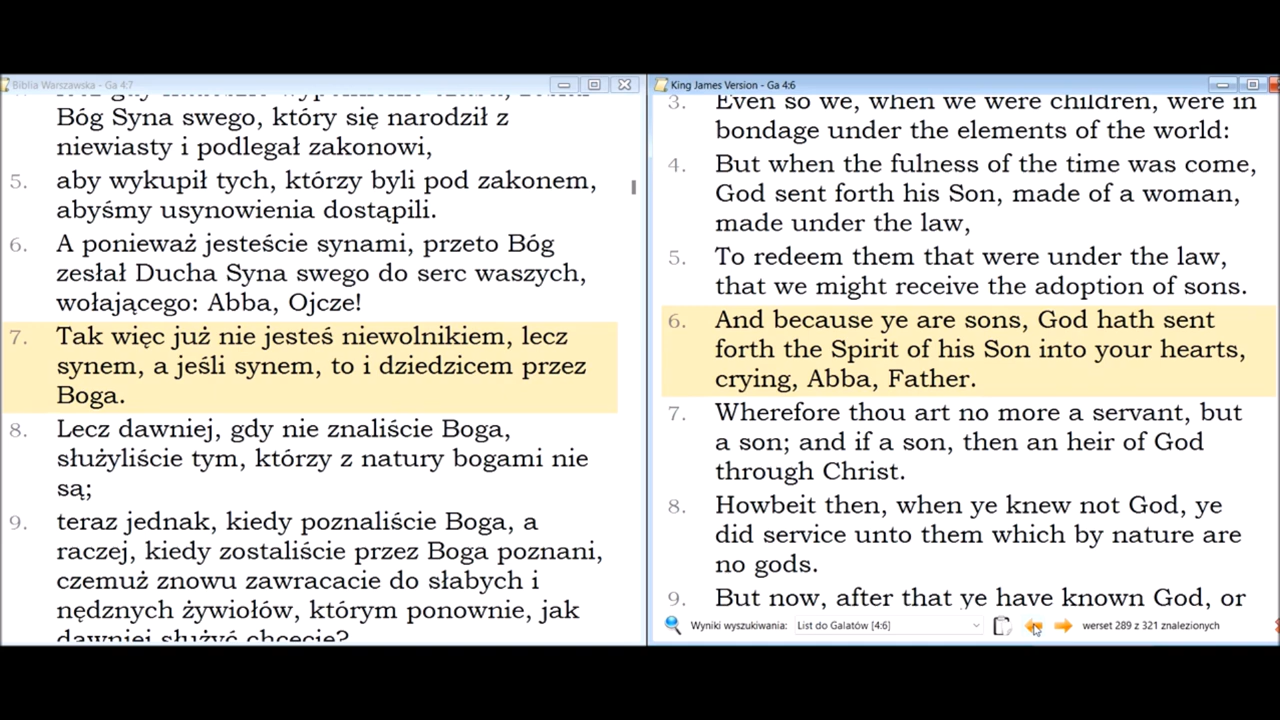 Biblia Warszawska - Ga 4:7
Bóg Syna swego, który się narodził z
niewiasty i podlegał zakonowi,
5. aby wykupił tych, którzy byli pod zakonem,
abyśmy usynowienia dostąpili.
6. A ponieważ jesteście synami, przeto Bóg
zesłał Ducha Syna swego do serc waszych,
wołającego: Abba, Ojcze!
7. Tak więc już nie jesteś niewolnikiem, lecz
synem, a jeśli synem, to i dziedzicem przez
Boga.
8. Lecz dawniej, gdy nie znaliście Boga,
służyliście tym, którzy z natury bogami nie
są;
9. teraz jednak, kiedy poznaliście Boga, a
raczej, kiedy zostaliście przez Boga poznani,
czemuż znowu zawracacie do słabych i
nędznych żywiołów, którym ponownie, jak
dawniej służyć chcecie?
King James Version - Ga 4:6
3. Even so we, when we were children, were in
bondage under the elements of the world:
4. But when the fulness of the time was come,
God sent forth his Son, made of a woman,
made under the law,
5. To redeem them that were under the law,
that we might receive the adoption of sons.
6. And because ye are sons, God hath sent
forth the Spirit of his Son into your hearts,
crying, Abba, Father.
7. Wherefore thou art no more a servant, but
a son; and if a son, then an heir of God
through Christ.
8. Howbeit then, when ye knew not God, ye
did service unto them which by nature are
no gods.
9. But now, after that ye have known God, or
Wyniki wyszukiwania: List do Galatów [4:6] werset 289 z 321 znalezionych